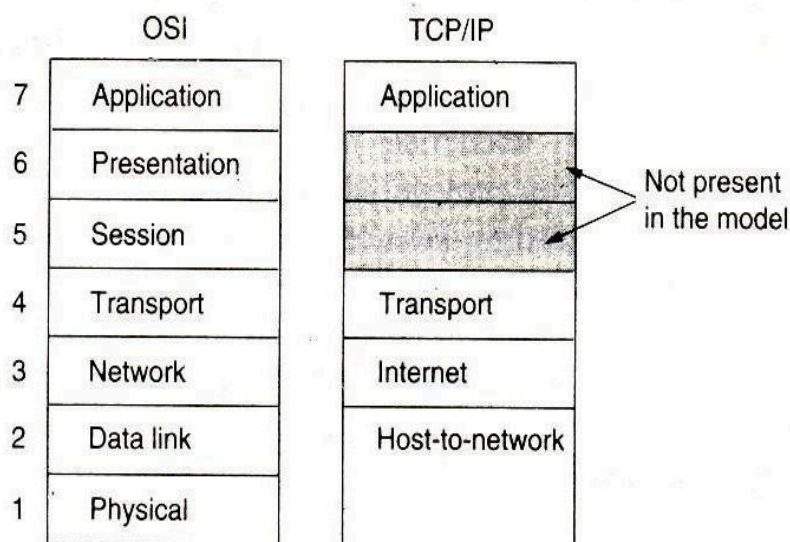 OSI TCP/IP
7 Application Application
6 Presentation
Not present
in the model
5 Session
4 Transport Transport
3 Network Internet
2 Data link Host-to-network
1 Physical